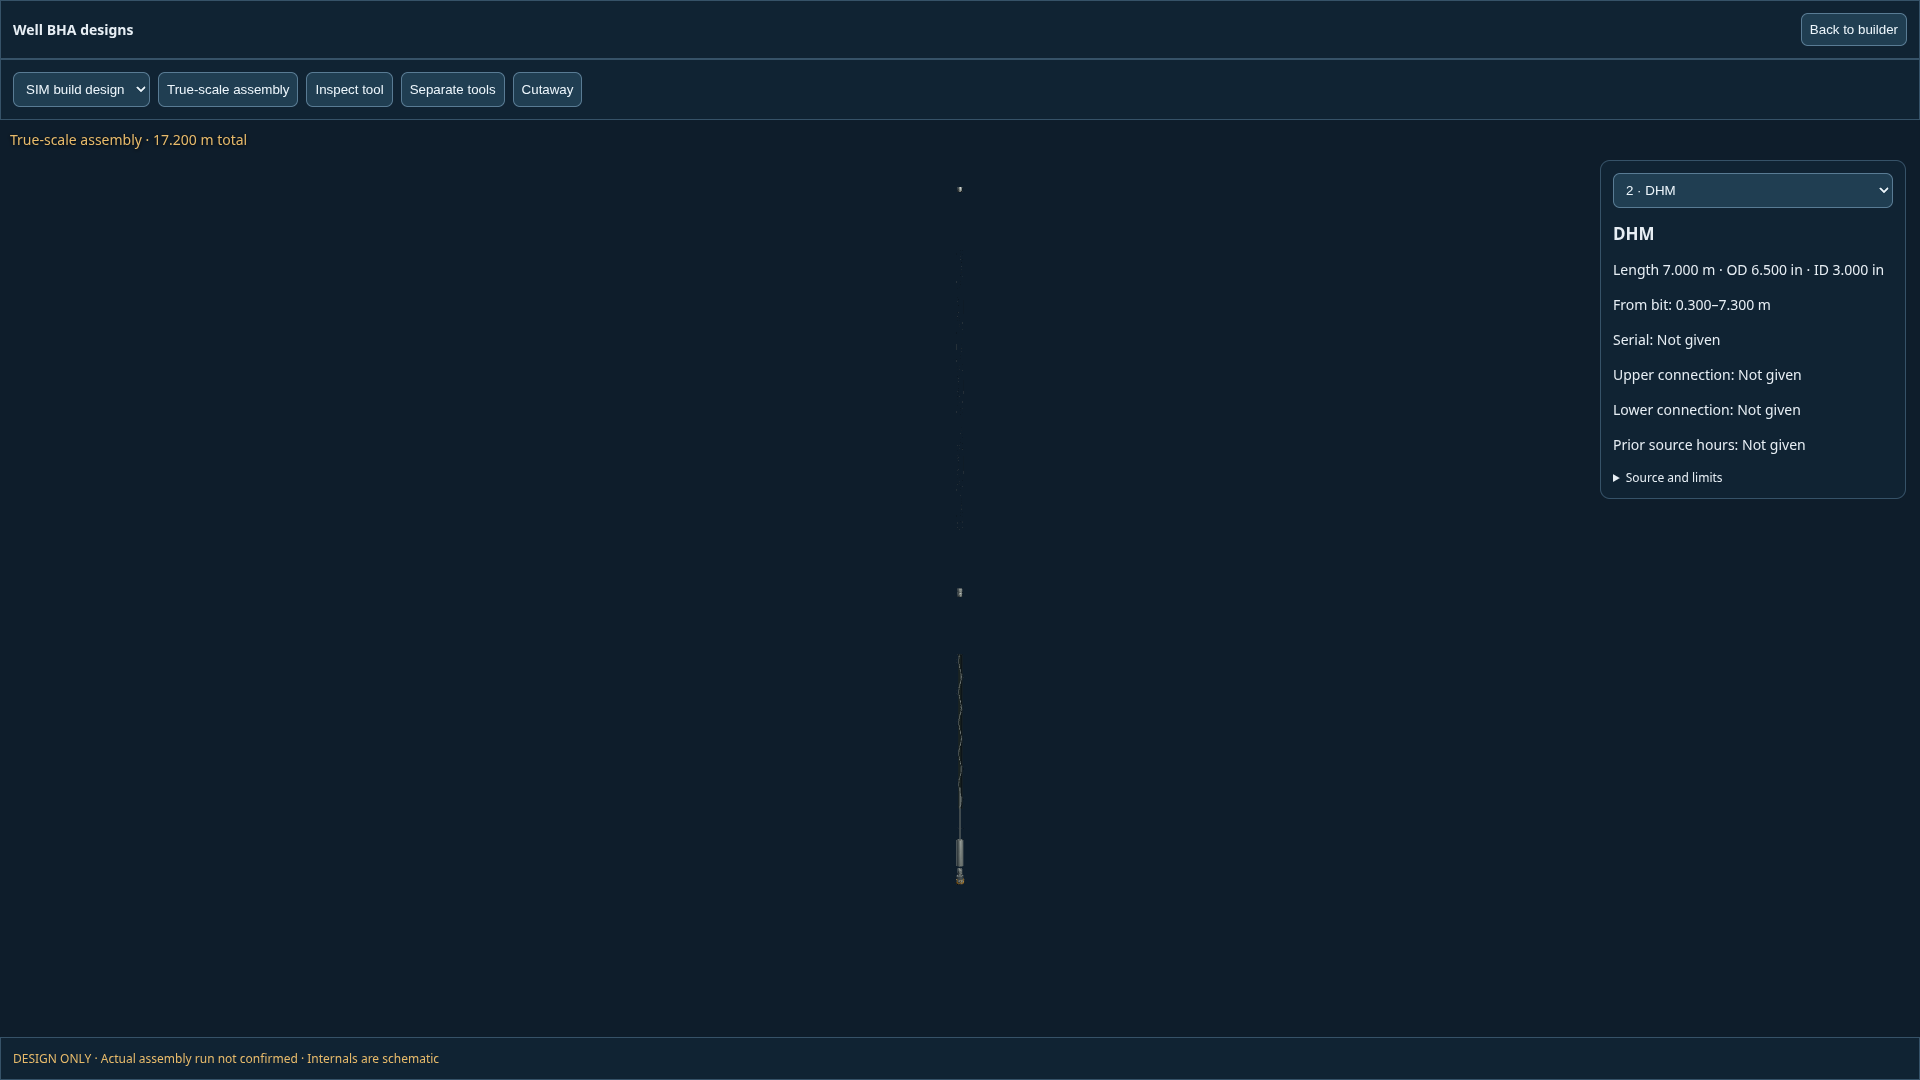 Well BHA designs
Back to builder
SIM build design
True-scale assembly
Inspect tool
Separate tools
Cutaway
True-scale assembly · 17.200 m total
2 · DHM
DHM
Length 7.000 m · OD 6.500 in · ID 3.000 in
From bit: 0.300–7.300 m
Serial: Not given
Upper connection: Not given
Lower connection: Not given
Prior source hours: Not given
Source and limits
DESIGN ONLY · Actual assembly run not confirmed · Internals are schematic